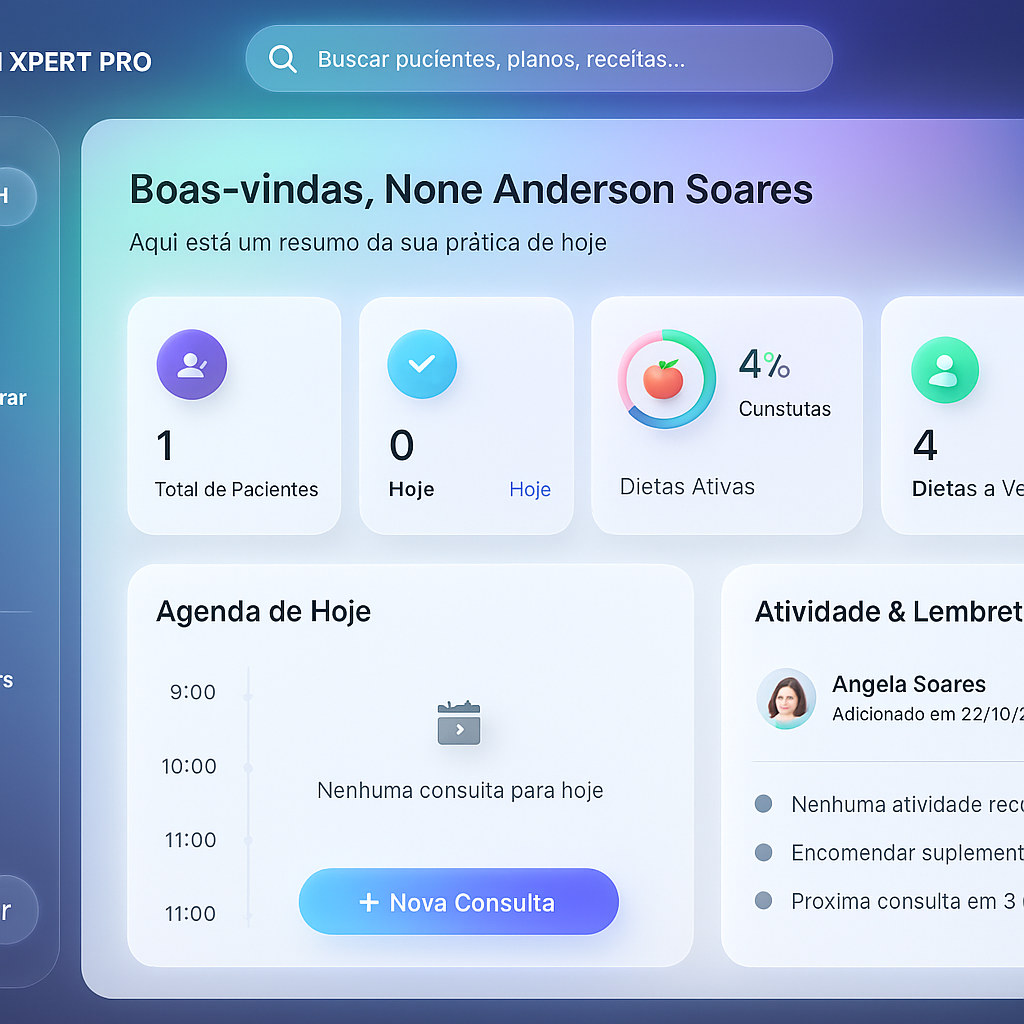 XPERT PRO
Buscar pucíentes, planos, receítas...
H
rar
rs
r
Boas-vindas, None Anderson Soares
Aqui está um resumo da sua pràtica de hoje
1
Total de Pacientes
0
Hoje Hoje
4%
Cunstutas
Dietas Ativas
4
Dietas a Ve
Agenda de Hoje
9:00
10:00
11:00
11:00
Nenhuma consuita para hoje
+ Nova Consulta
Atividade & Lembret
Angela Soares
Adicionado em 22/10/2
Nenhuma atividade rec
Encomendar suplement
Proxima consulta em 3